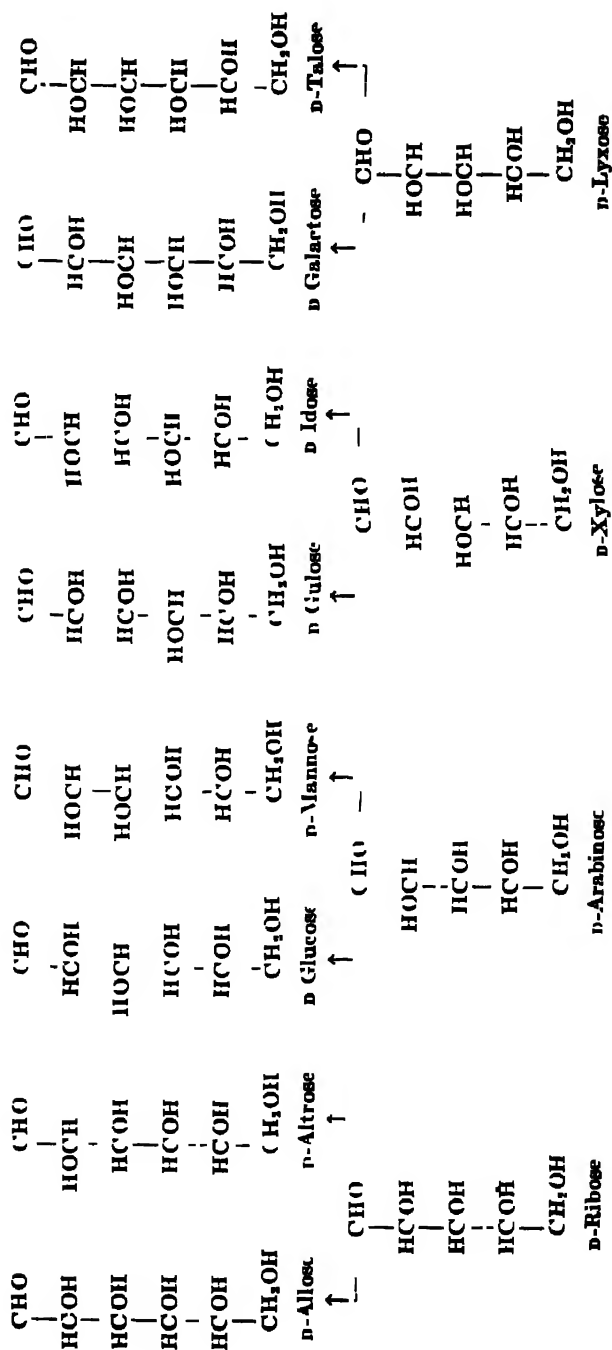 CHO CHO CHO CHO CHO CHO CHO CHO
HCOH HOCH HCOH HOCH HCOH HOCH HCOH HOCH
HCOH HCOH HOCH HOCH HCOH HCOH HOCH HOCH
HCOH HCOH HCOH HCOH HOCH HOCH HOCH HOCH
HCOH HCOH HCOH HCOH HCOH HCOH HCOH HCOH
CH₂OH CH₂OH CH₂OH CH₂OH CH₂OH CH₂OH CH₂OH CH₂OH
D-Allose D-Altrose D Glucose D-Mannose D Gulose D Idose D Galactose D-Talose
CHO CHO CHO CHO
HCOH HOCH HCOH HOCH
HCOH HCOH HOCH HOCH
HCOH HCOH HCOH HCOH
CH₂OH CH₂OH CH₂OH CH₂OH
D-Ribose D-Arabinose D-Xylose D-Lyxose